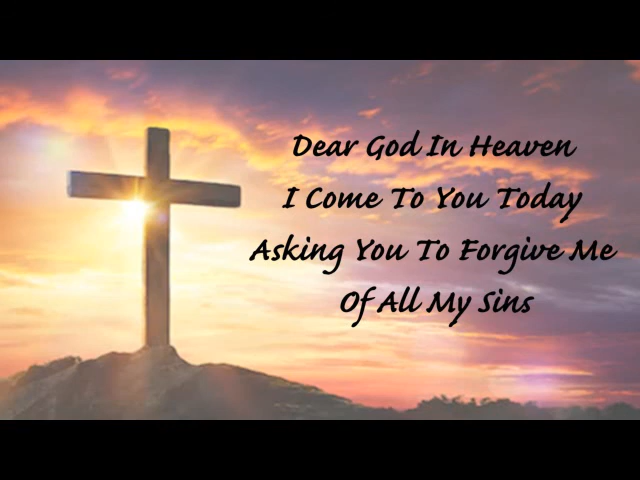 Dear God In Heaven
I Come To You Today
Asking You To Forgive Me
Of All My Sins